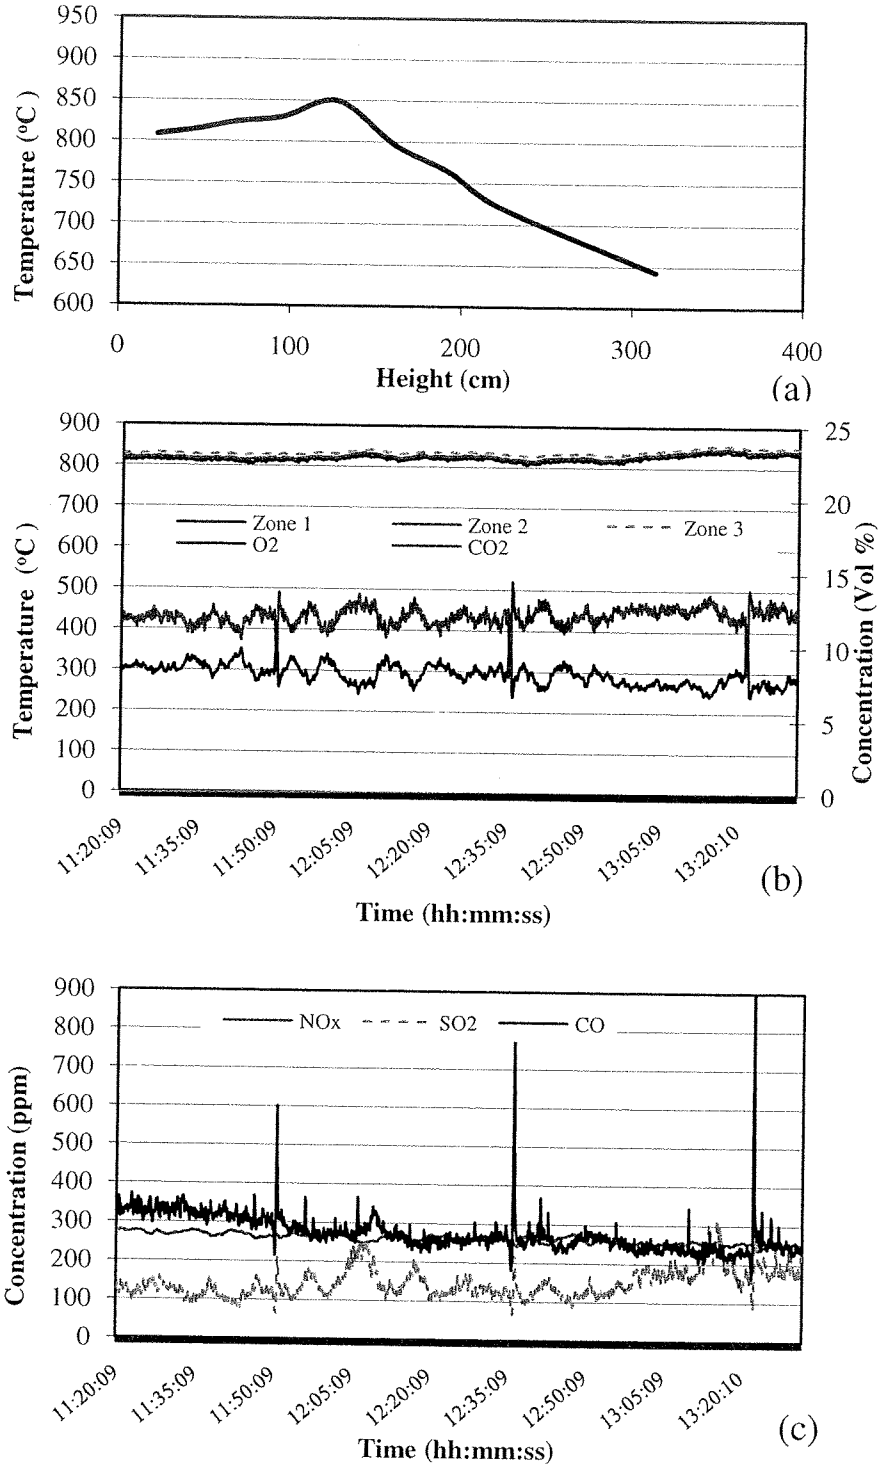 950
900
850
800
750
700
650
600
Temperature (°C)
0 100 200 300 400
Height (cm)
(a)
900
800
700
600
500
400
300
200
100
0
Temperature (°C)
Zone 1 Zone 2 Zone 3
O2 CO2
25
20
15
10
5
0
Concentration (Vol %)
11:20:09 11:35:09 11:50:09 12:05:09 12:20:09 12:35:09 12:50:09 13:05:09 13:20:10
(b)
Time (hh:mm:ss)
900
800
700
600
500
400
300
200
100
0
Concentration (ppm)
NOx SO2 CO
11:20:09 11:35:09 11:50:09 12:05:09 12:20:09 12:35:09 12:50:09 13:05:09 13:20:10
(c)
Time (hh:mm:ss)